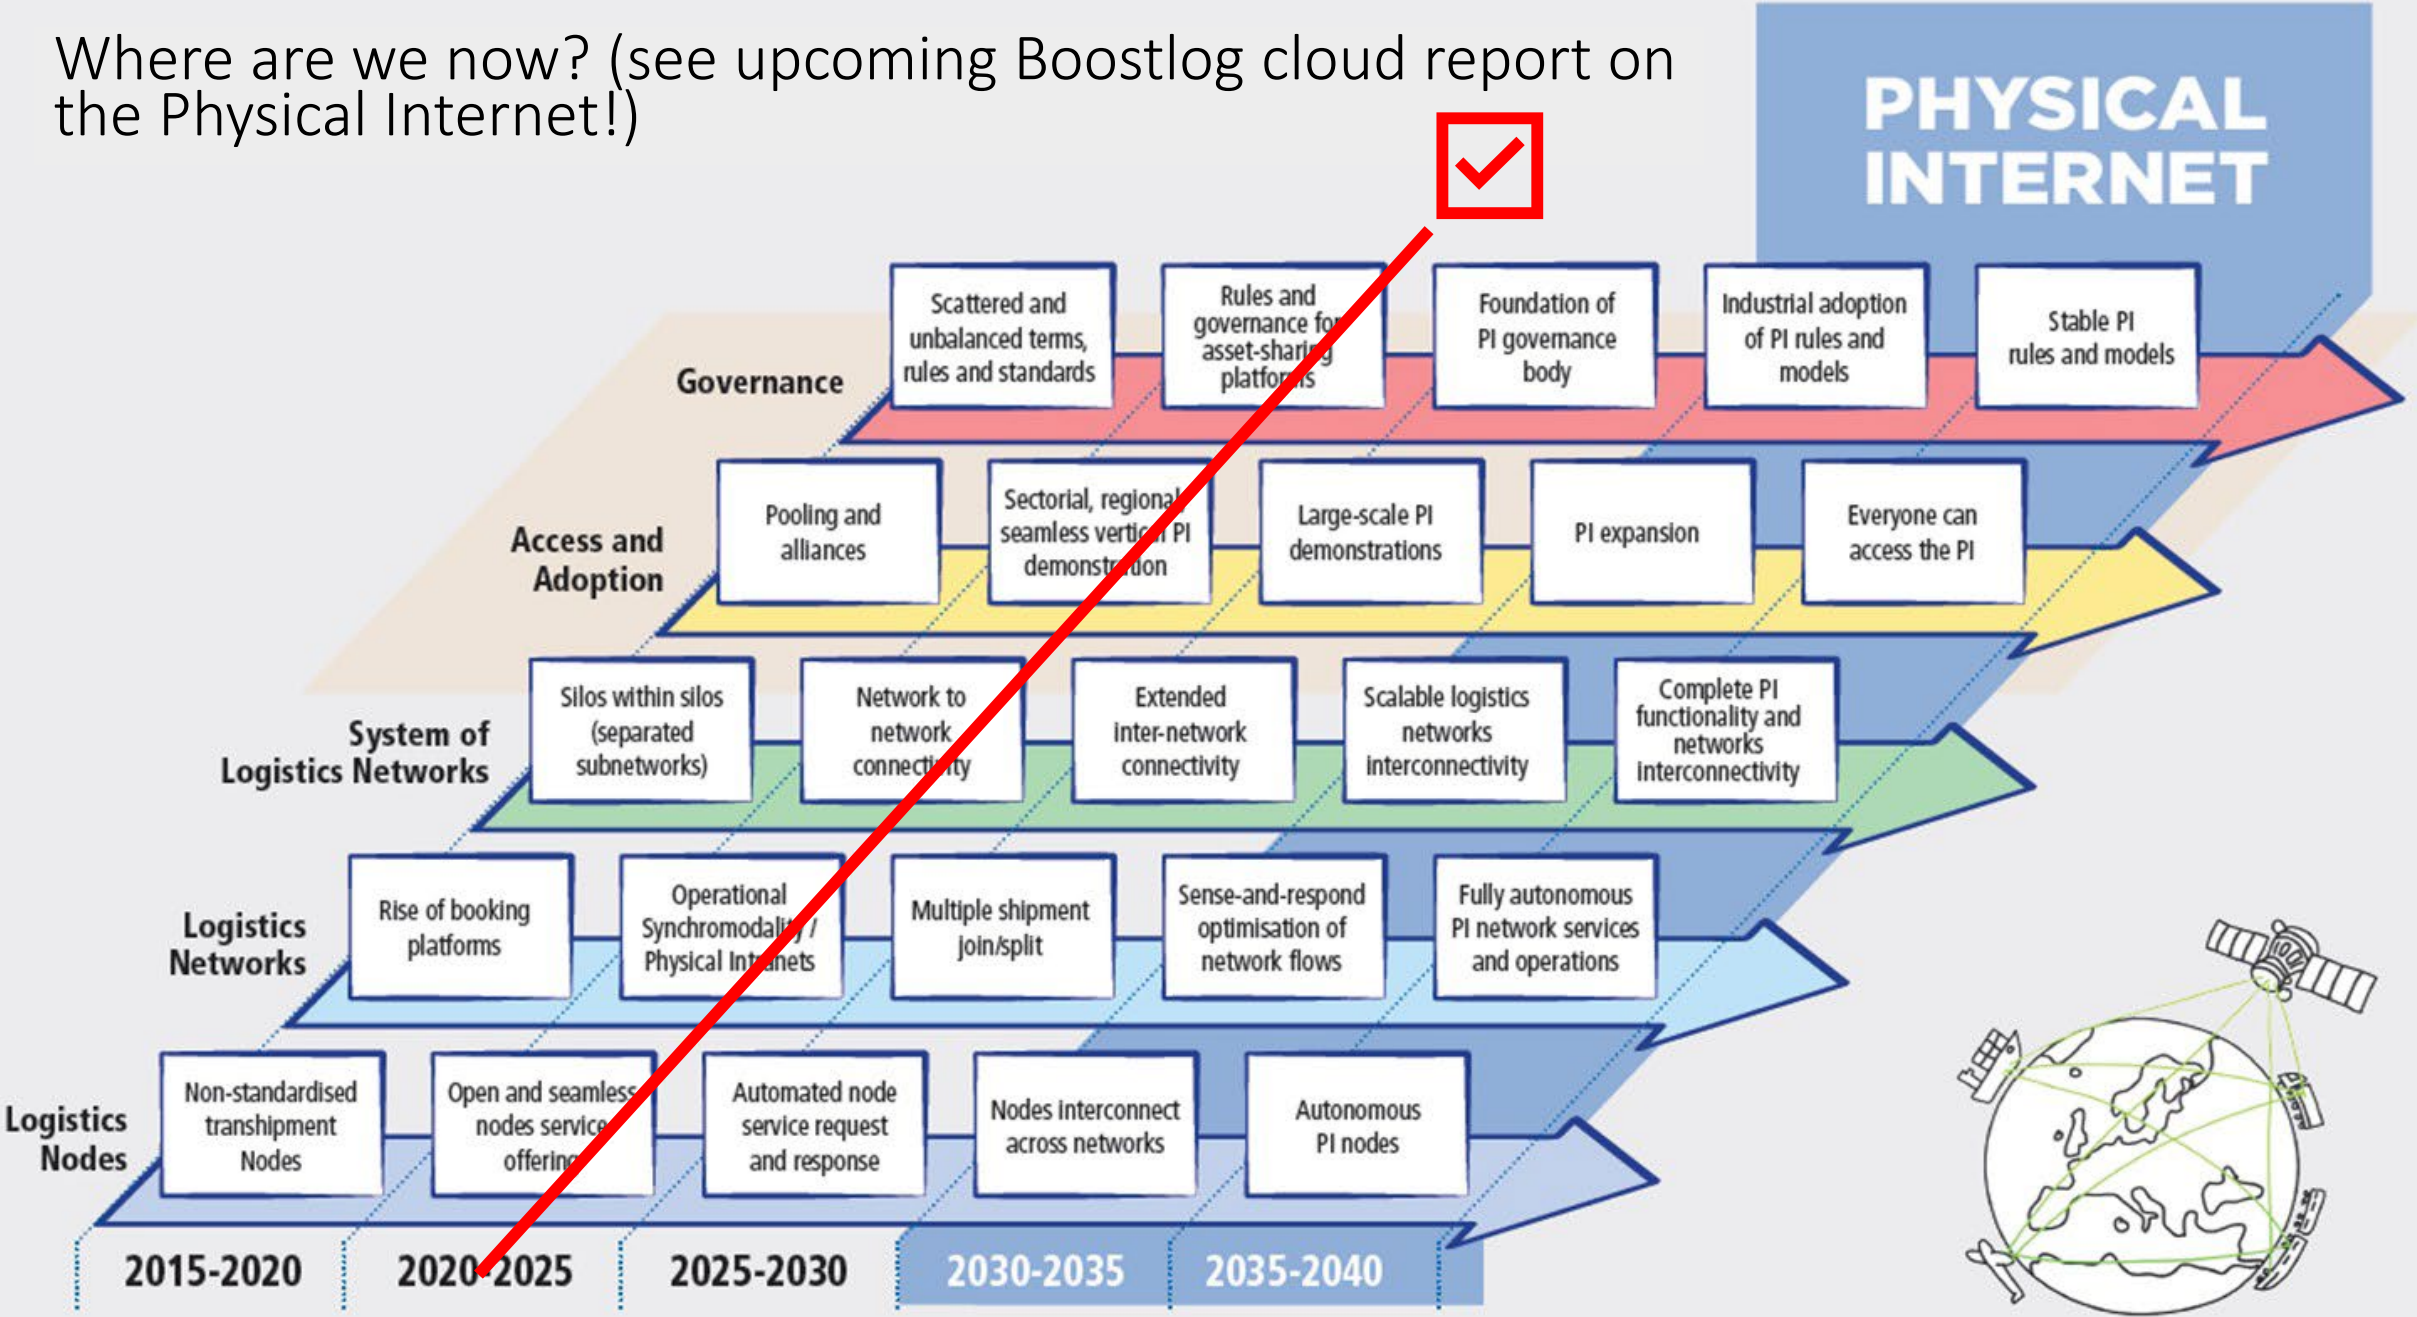 Where are we now? (see upcoming Boostlog cloud report on
the Physical Internet!)
PHYSICAL
INTERNET
Governance
Scattered and
unbalanced terms,
rules and standards
Rules and
governance for
asset-sharing
platforms
Foundation of
PI governance
body
Industrial adoption
of PI rules and
models
Stable PI
rules and models
Access and
Adoption
Pooling and
alliances
Sectorial, regional,
seamless vertical PI
demonstration
Large-scale PI
demonstrations
PI expansion
Everyone can
access the PI
System of
Logistics Networks
Silos within silos
(separated
subnetworks)
Network to
network
connectivity
Extended
inter-network
connectivity
Scalable logistics
networks
interconnectivity
Complete PI
functionality and
networks
interconnectivity
Logistics
Networks
Rise of booking
platforms
Operational
Synchromodality /
Physical Intranets
Multiple shipment
join/split
Sense-and-respond
optimisation of
network flows
Fully autonomous
PI network services
and operations
Logistics
Nodes
Non-standardised
transhipment
Nodes
Open and seamless
nodes service
offering
Automated node
service request
and response
Nodes interconnect
across networks
Autonomous
PI nodes
2015-2020
2020-2025
2025-2030
2030-2035
2035-2040